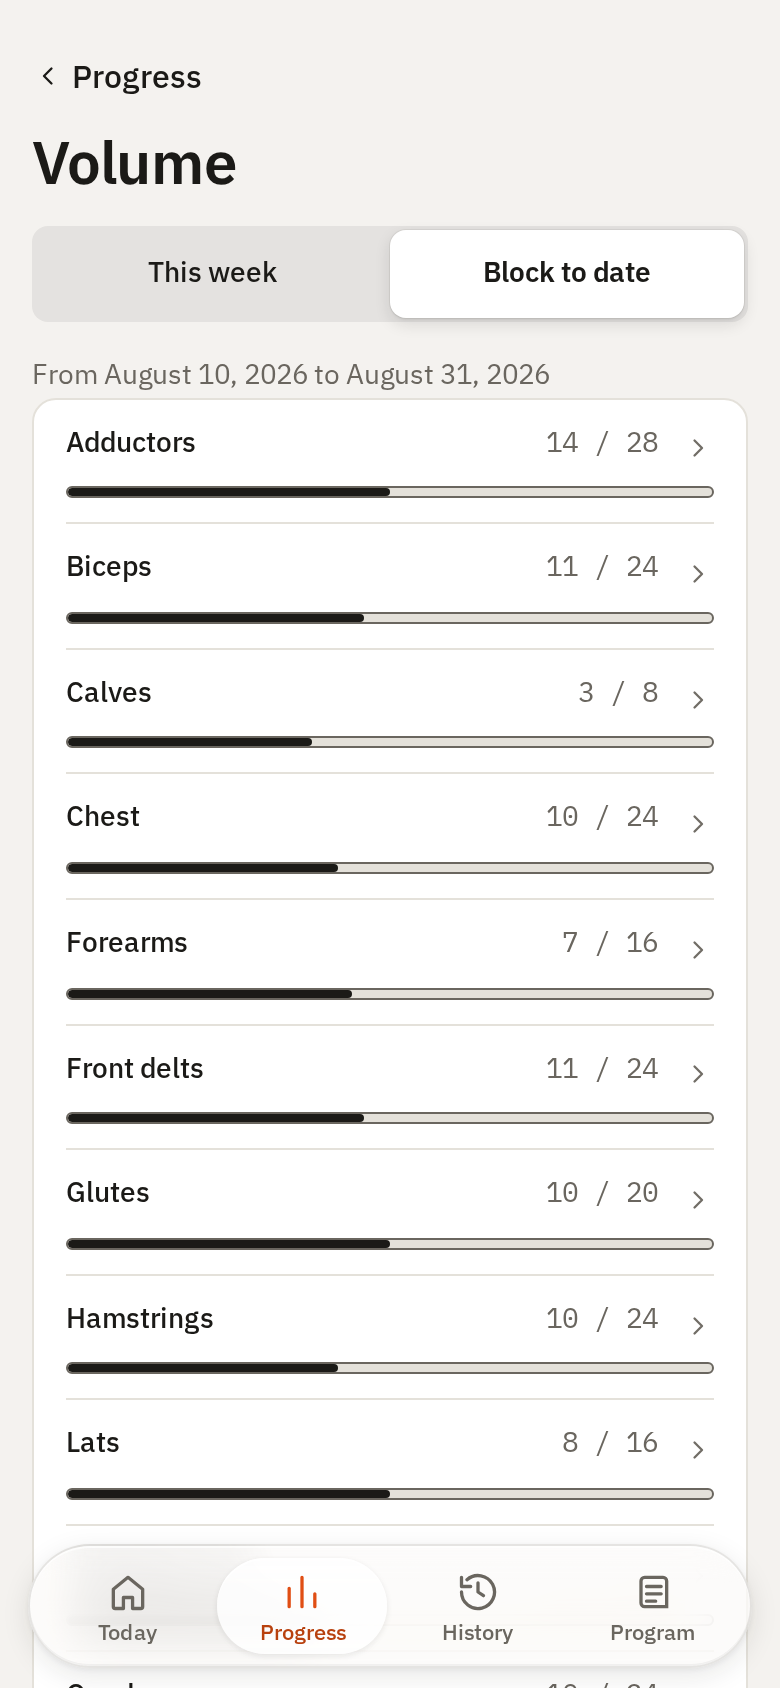 Progress
Volume
This week
Block to date
From August 10, 2026 to August 31, 2026
Adductors 14 / 28
Biceps 11 / 24
Calves 3 / 8
Chest 10 / 24
Forearms 7 / 16
Front delts 11 / 24
Glutes 10 / 20
Hamstrings 10 / 24
Lats 8 / 16
Today
Progress
History
Program